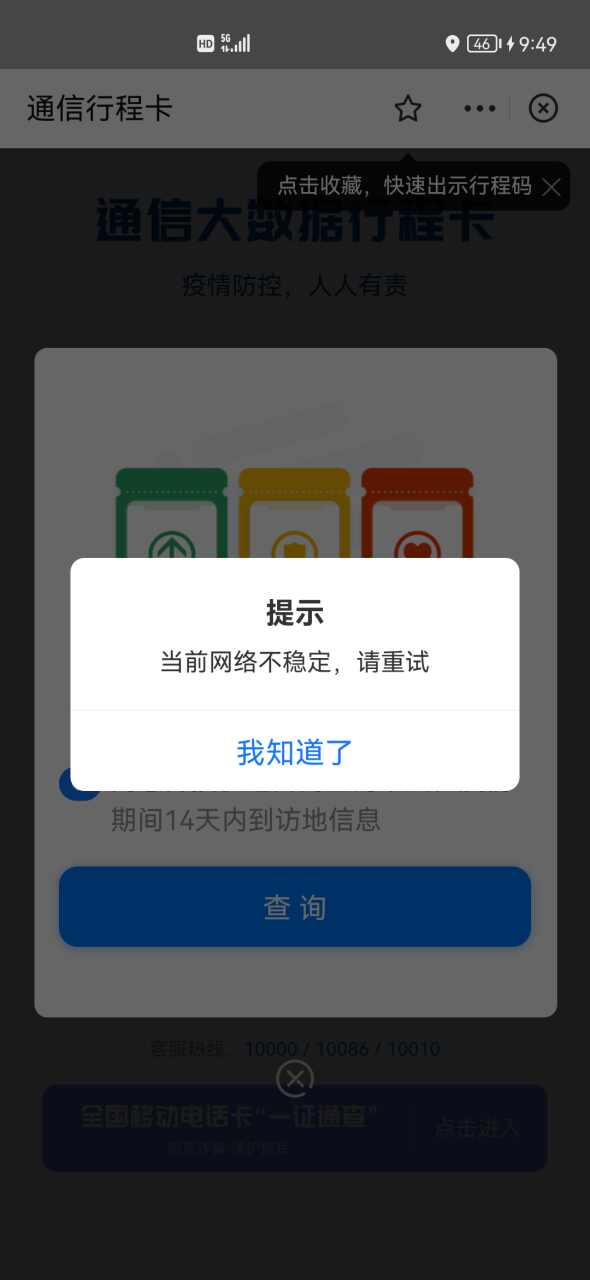 HD 5G 46 9:49
通信行程卡
点击收藏，快速出示行程码
通信大数据行程卡
疫情防控，人人有责
提示
当前网络不稳定，请重试
我知道了
期间14天内到访地信息
查询
客服热线：10000 / 10086 / 10010
全国移动电话卡“一证通查”
点击进入